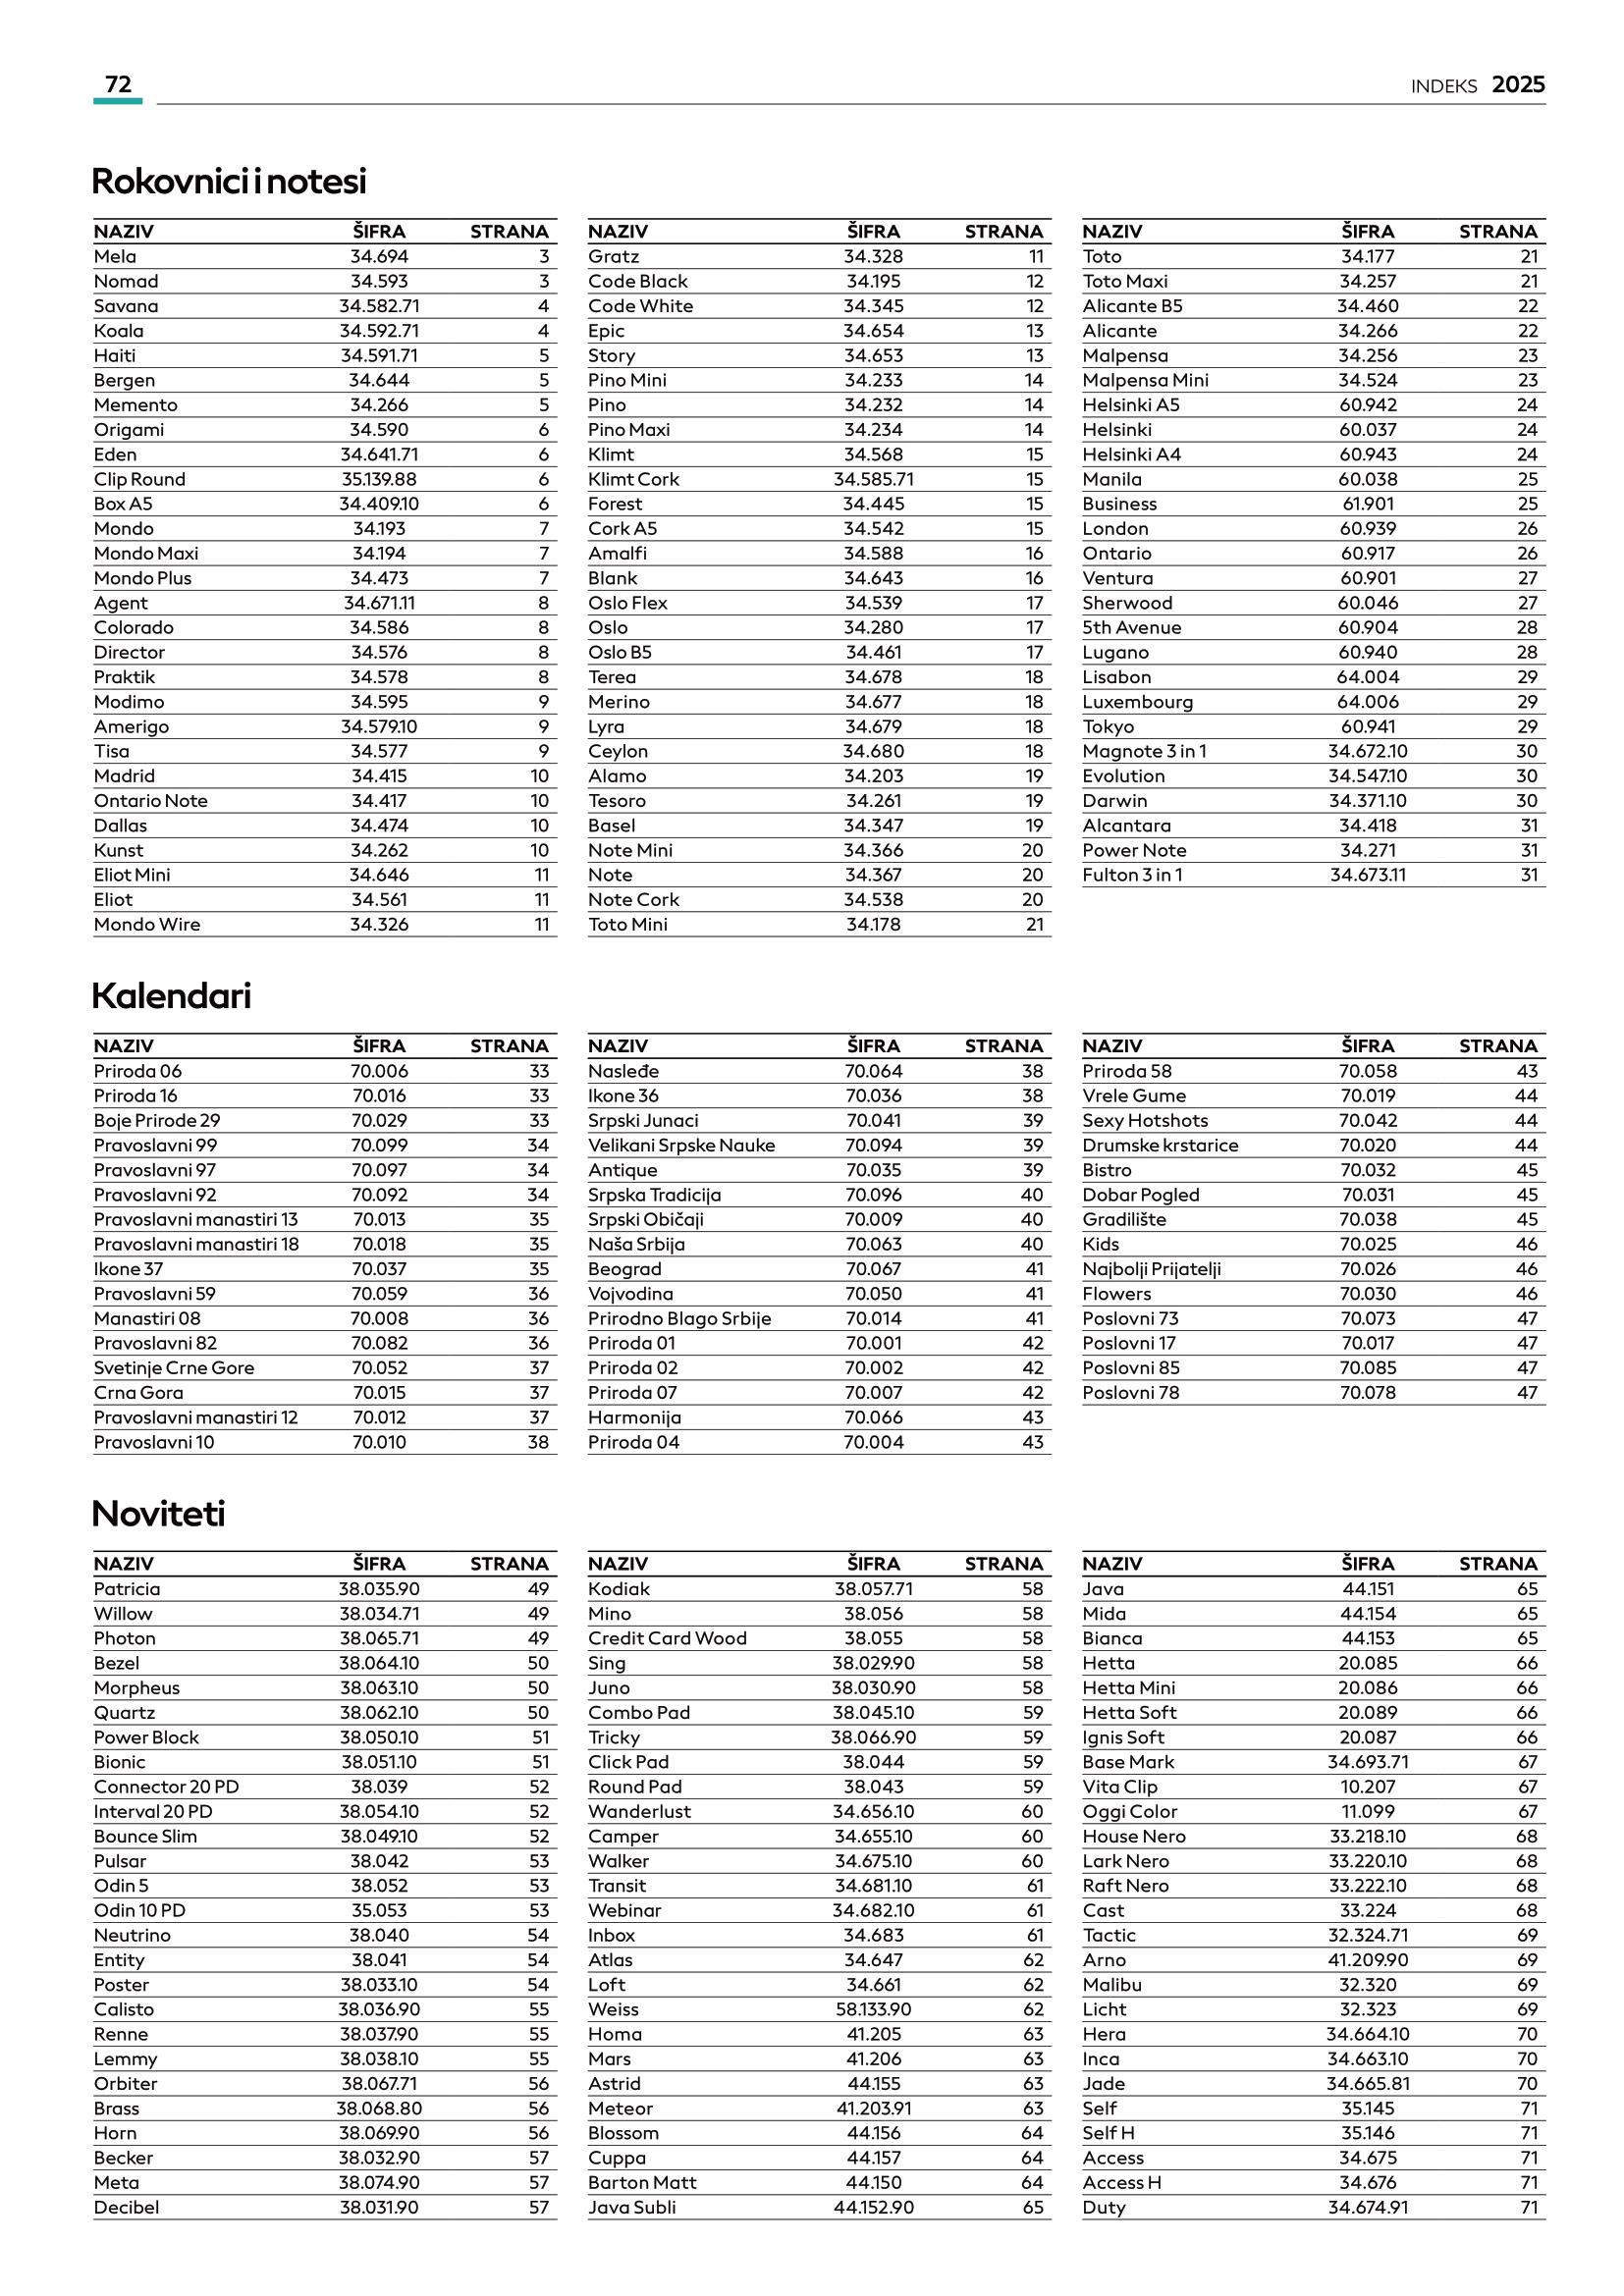 72
INDEKS 2025
Rokovnici i notesi
NAZIV ŠIFRA STRANA
Mela 34.694 3
Nomad 34.593 3
Savana 34.582.71 4
Koala 34.592.71 4
Haiti 34.591.71 5
Bergen 34.644 5
Memento 34.266 5
Origami 34.590 6
Eden 34.641.71 6
Clip Round 35.139.88 6
Box A5 34.409.10 6
Mondo 34.193 7
Mondo Maxi 34.194 7
Mondo Plus 34.473 7
Agent 34.671.11 8
Colorado 34.586 8
Director 34.576 8
Praktik 34.578 8
Modimo 34.595 9
Amerigo 34.579.10 9
Tisa 34.577 9
Madrid 34.415 10
Ontario Note 34.417 10
Dallas 34.474 10
Kunst 34.262 10
Eliot Mini 34.646 11
Eliot 34.561 11
Mondo Wire 34.326 11
NAZIV ŠIFRA STRANA
Gratz 34.328 11
Code Black 34.195 12
Code White 34.345 12
Epic 34.654 13
Story 34.653 13
Pino Mini 34.233 14
Pino 34.232 14
Pino Maxi 34.234 14
Klimt 34.568 15
Klimt Cork 34.585.71 15
Forest 34.445 15
Cork A5 34.542 15
Amalfi 34.588 16
Blank 34.643 16
Oslo Flex 34.539 17
Oslo 34.280 17
Oslo B5 34.461 17
Terea 34.678 18
Merino 34.677 18
Lyra 34.679 18
Ceylon 34.680 18
Alamo 34.203 19
Tesoro 34.261 19
Basel 34.347 19
Note Mini 34.366 20
Note 34.367 20
Note Cork 34.538 20
Toto Mini 34.178 21
NAZIV ŠIFRA STRANA
Toto 34.177 21
Toto Maxi 34.257 21
Alicante B5 34.460 22
Alicante 34.266 22
Malpensa 34.256 23
Malpensa Mini 34.524 23
Helsinki A5 60.942 24
Helsinki 60.037 24
Helsinki A4 60.943 24
Manila 60.038 25
Business 61.901 25
London 60.939 26
Ontario 60.917 26
Ventura 60.901 27
Sherwood 60.046 27
5th Avenue 60.904 28
Lugano 60.940 28
Lisabon 64.004 29
Luxembourg 64.006 29
Tokyo 60.941 29
Magnote 3 in 1 34.672.10 30
Evolution 34.547.10 30
Darwin 34.371.10 30
Alcantara 34.418 31
Power Note 34.271 31
Fulton 3 in 1 34.673.11 31
Kalendari
NAZIV ŠIFRA STRANA
Priroda 06 70.006 33
Priroda 16 70.016 33
Boje Prirode 29 70.029 33
Pravoslavni 99 70.099 34
Pravoslavni 97 70.097 34
Pravoslavni 92 70.092 34
Pravoslavni manastiri 13 70.013 35
Pravoslavni manastiri 18 70.018 35
Ikone 37 70.037 35
Pravoslavni 59 70.059 36
Manastiri 08 70.008 36
Pravoslavni 82 70.082 36
Svetinje Crne Gore 70.052 37
Crna Gora 70.015 37
Pravoslavni manastiri 12 70.012 37
Pravoslavni 10 70.010 38
NAZIV ŠIFRA STRANA
Nasleđe 70.064 38
Ikone 36 70.036 38
Srpski Junaci 70.041 39
Velikani Srpske Nauke 70.094 39
Antique 70.035 39
Srpska Tradicija 70.096 40
Srpski Običaji 70.009 40
Naša Srbija 70.063 40
Beograd 70.067 41
Vojvodina 70.050 41
Prirodno Blago Srbije 70.014 41
Priroda 01 70.001 42
Priroda 02 70.002 42
Priroda 07 70.007 42
Harmonija 70.066 43
Priroda 04 70.004 43
NAZIV ŠIFRA STRANA
Priroda 58 70.058 43
Vrele Gume 70.019 44
Sexy Hotshots 70.042 44
Drumske krstarice 70.020 44
Bistro 70.032 45
Dobar Pogled 70.031 45
Gradilište 70.038 45
Kids 70.025 46
Najbolji Prijatelji 70.026 46
Flowers 70.030 46
Poslovni 73 70.073 47
Poslovni 17 70.017 47
Poslovni 85 70.085 47
Poslovni 78 70.078 47
Noviteti
NAZIV ŠIFRA STRANA
Patricia 38.035.90 49
Willow 38.034.71 49
Photon 38.065.71 49
Bezel 38.064.10 50
Morpheus 38.063.10 50
Quartz 38.062.10 50
Power Block 38.050.10 51
Bionic 38.051.10 51
Connector 20 PD 38.039 52
Interval 20 PD 38.054.10 52
Bounce Slim 38.049.10 52
Pulsar 38.042 53
Odin 5 38.052 53
Odin 10 PD 35.053 53
Neutrino 38.040 54
Entity 38.041 54
Poster 38.033.10 54
Calisto 38.036.90 55
Renne 38.037.90 55
Lemmy 38.038.10 55
Orbiter 38.067.71 56
Brass 38.068.80 56
Horn 38.069.90 56
Becker 38.032.90 57
Meta 38.074.90 57
Decibel 38.031.90 57
NAZIV ŠIFRA STRANA
Kodiak 38.057.71 58
Mino 38.056 58
Credit Card Wood 38.055 58
Sing 38.029.90 58
Juno 38.030.90 58
Combo Pad 38.045.10 59
Tricky 38.066.90 59
Click Pad 38.044 59
Round Pad 38.043 59
Wanderlust 34.656.10 60
Camper 34.655.10 60
Walker 34.675.10 60
Transit 34.681.10 61
Webinar 34.682.10 61
Inbox 34.683 61
Atlas 34.647 62
Loft 34.661 62
Weiss 58.133.90 62
Homa 41.205 63
Mars 41.206 63
Astrid 44.155 63
Meteor 41.203.91 63
Blossom 44.156 64
Cuppa 44.157 64
Barton Matt 44.150 64
Java Subli 44.152.90 65
NAZIV ŠIFRA STRANA
Java 44.151 65
Mida 44.154 65
Bianca 44.153 65
Hetta 20.085 66
Hetta Mini 20.086 66
Hetta Soft 20.089 66
Ignis Soft 20.087 66
Base Mark 34.693.71 67
Vita Clip 10.207 67
Oggi Color 11.099 67
House Nero 33.218.10 68
Lark Nero 33.220.10 68
Raft Nero 33.222.10 68
Cast 33.224 68
Tactic 32.324.71 69
Arno 41.209.90 69
Malibu 32.320 69
Licht 32.323 69
Hera 34.664.10 70
Inca 34.663.10 70
Jade 34.665.81 70
Self 35.145 71
Self H 35.146 71
Access 34.675 71
Access H 34.676 71
Duty 34.674.91 71